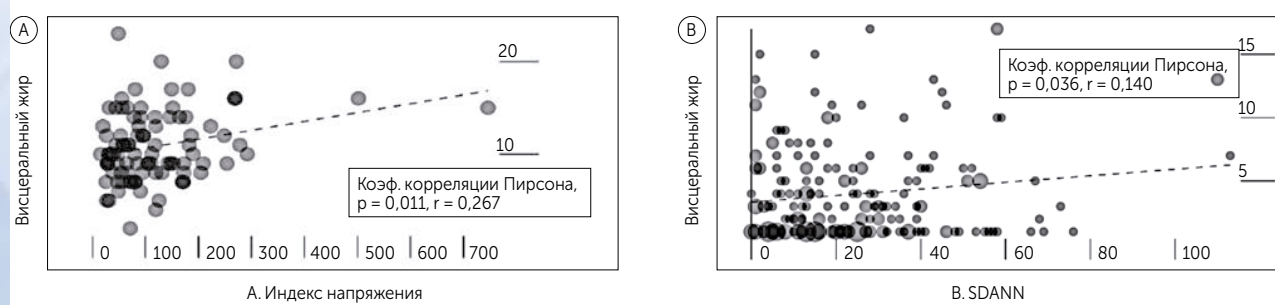 A
Висцеральный жир
20
10
Коэф. корреляции Пирсона,
p = 0,011, r = 0,267
0 100 200 300 400 500 600 700
А. Индекс напряжения
B
Висцеральный жир
15
Коэф. корреляции Пирсона,
p = 0,036, r = 0,140
10
5
0 20 40 60 80 100
B. SDANN